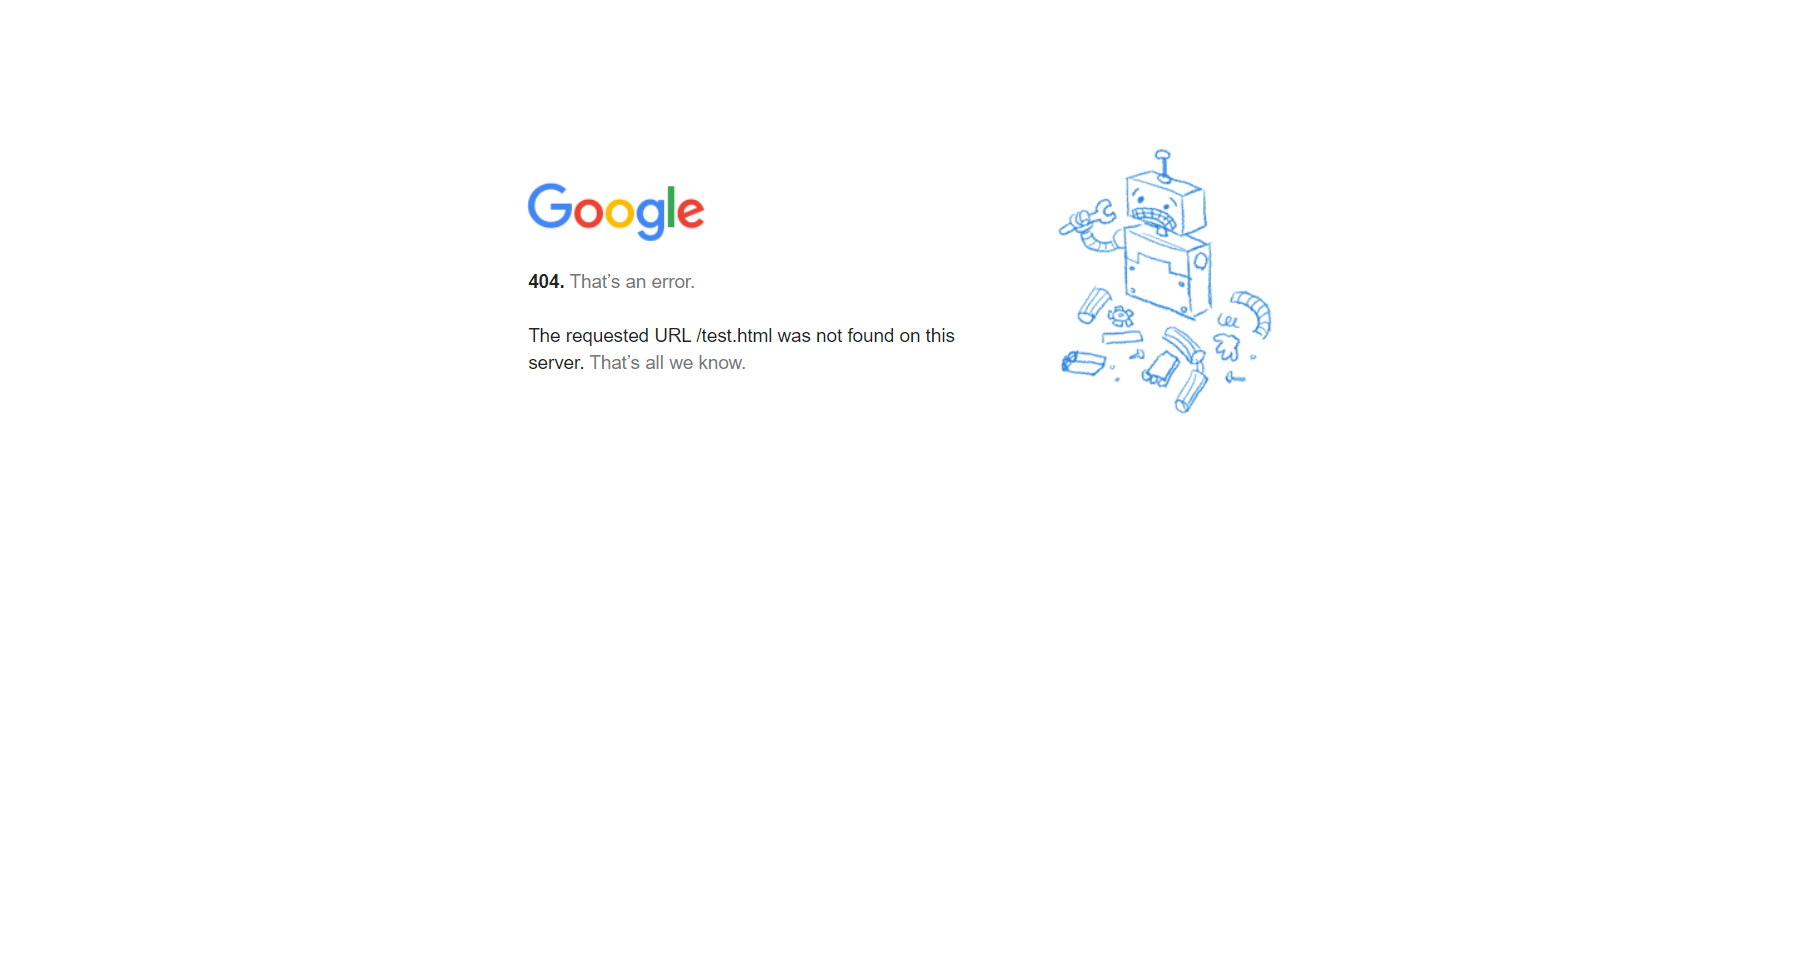 Google
404. That’s an error.
The requested URL /test.html was not found on this
server. That’s all we know.